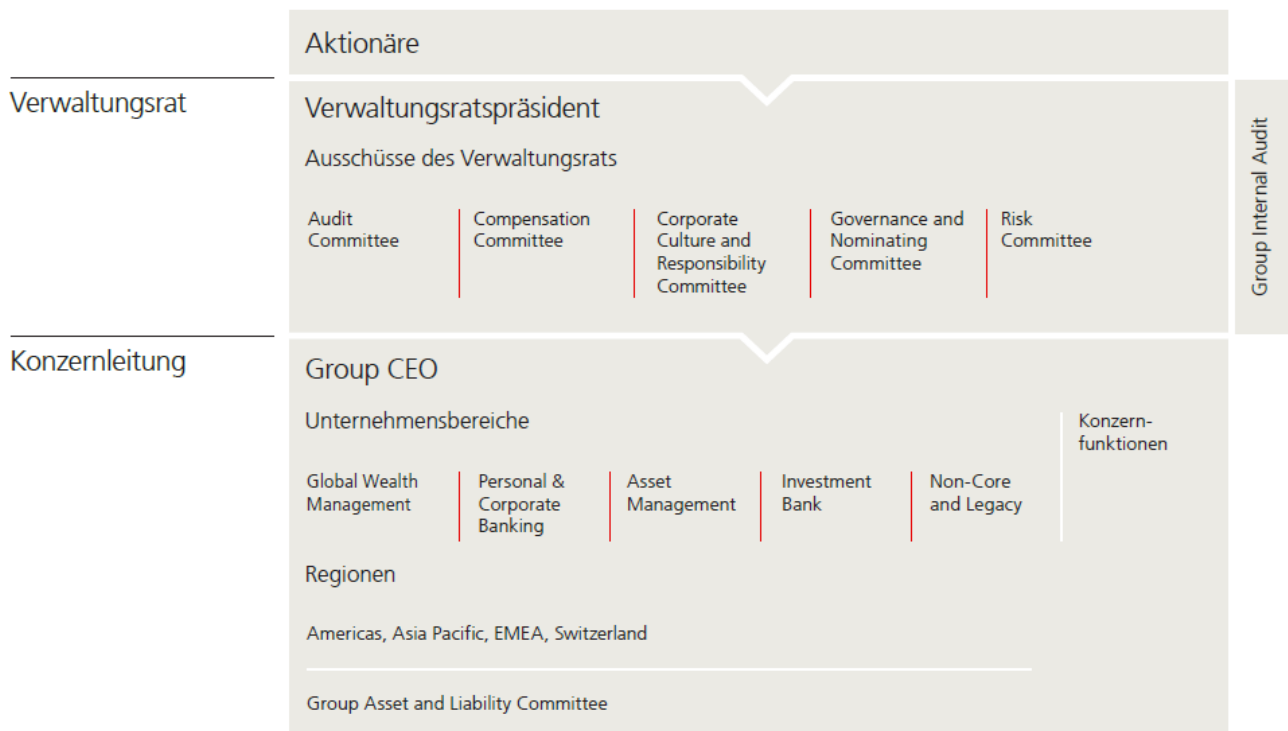 Aktionäre
Verwaltungsrat
Verwaltungsratspräsident
Ausschüsse des Verwaltungsrats
Audit
Committee
Compensation
Committee
Corporate
Culture and
Responsibility
Committee
Governance and
Nominating
Committee
Risk
Committee
Group Internal Audit
Konzernleitung
Group CEO
Unternehmensbereiche
Global Wealth
Management
Personal &
Corporate
Banking
Asset
Management
Investment
Bank
Non-Core
and Legacy
Konzern-
funktionen
Regionen
Americas, Asia Pacific, EMEA, Switzerland
Group Asset and Liability Committee